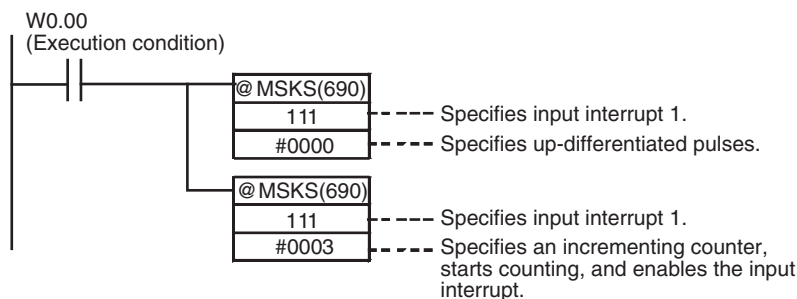 W0.00
(Execution condition)
@MSKS(690)
111 Specifies input interrupt 1.
#0000 Specifies up-differentiated pulses.
@MSKS(690)
111 Specifies input interrupt 1.
#0003 Specifies an incrementing counter,
starts counting, and enables the input
interrupt.